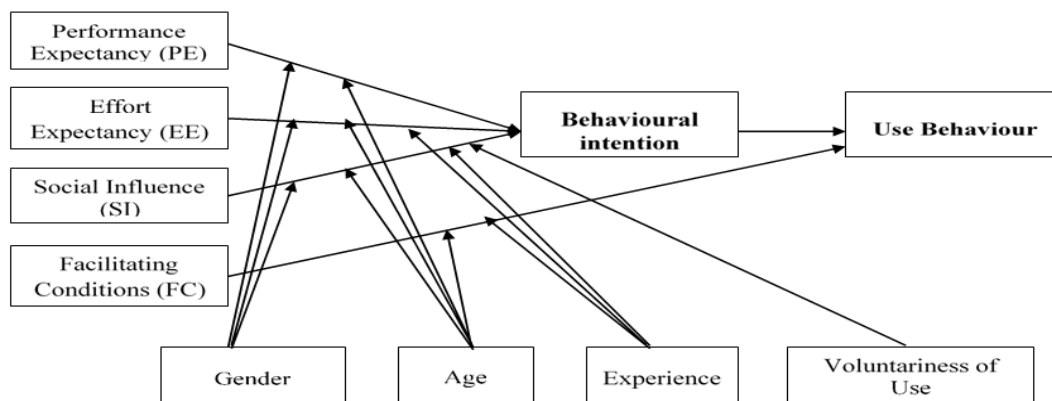 Performance
Expectancy (PE)
Effort
Expectancy (EE)
Social Influence
(SI)
Facilitating
Conditions (FC)
Behavioural
intention
Use Behaviour
Gender
Age
Experience
Voluntariness of
Use